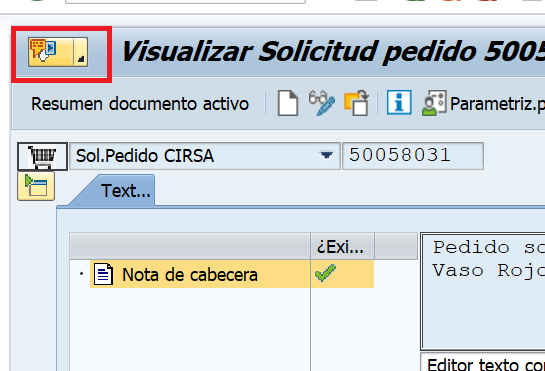 Visualizar Solicitud pedido 5005
Resumen documento activo Parametriz.p
Sol.Pedido CIRSA 50058031
Text...
¿Exi...
Nota de cabecera
Pedido so
Vaso Rojo
Editor texto co